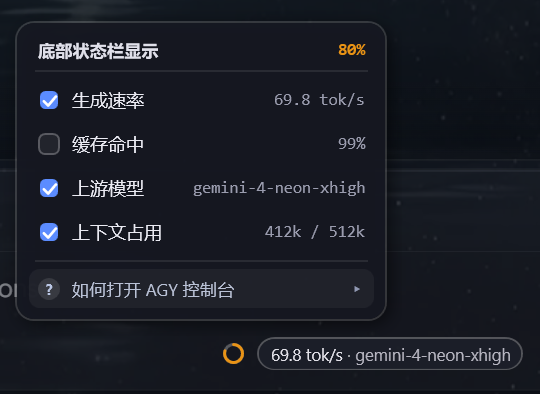 底部状态栏显示 80%
生成速率 69.8 tok/s
缓存命中 99%
上游模型 gemini-4-neon-xhigh
上下文占用 412k / 512k
? 如何打开 AGY 控制台 ▸
69.8 tok/s · gemini-4-neon-xhigh